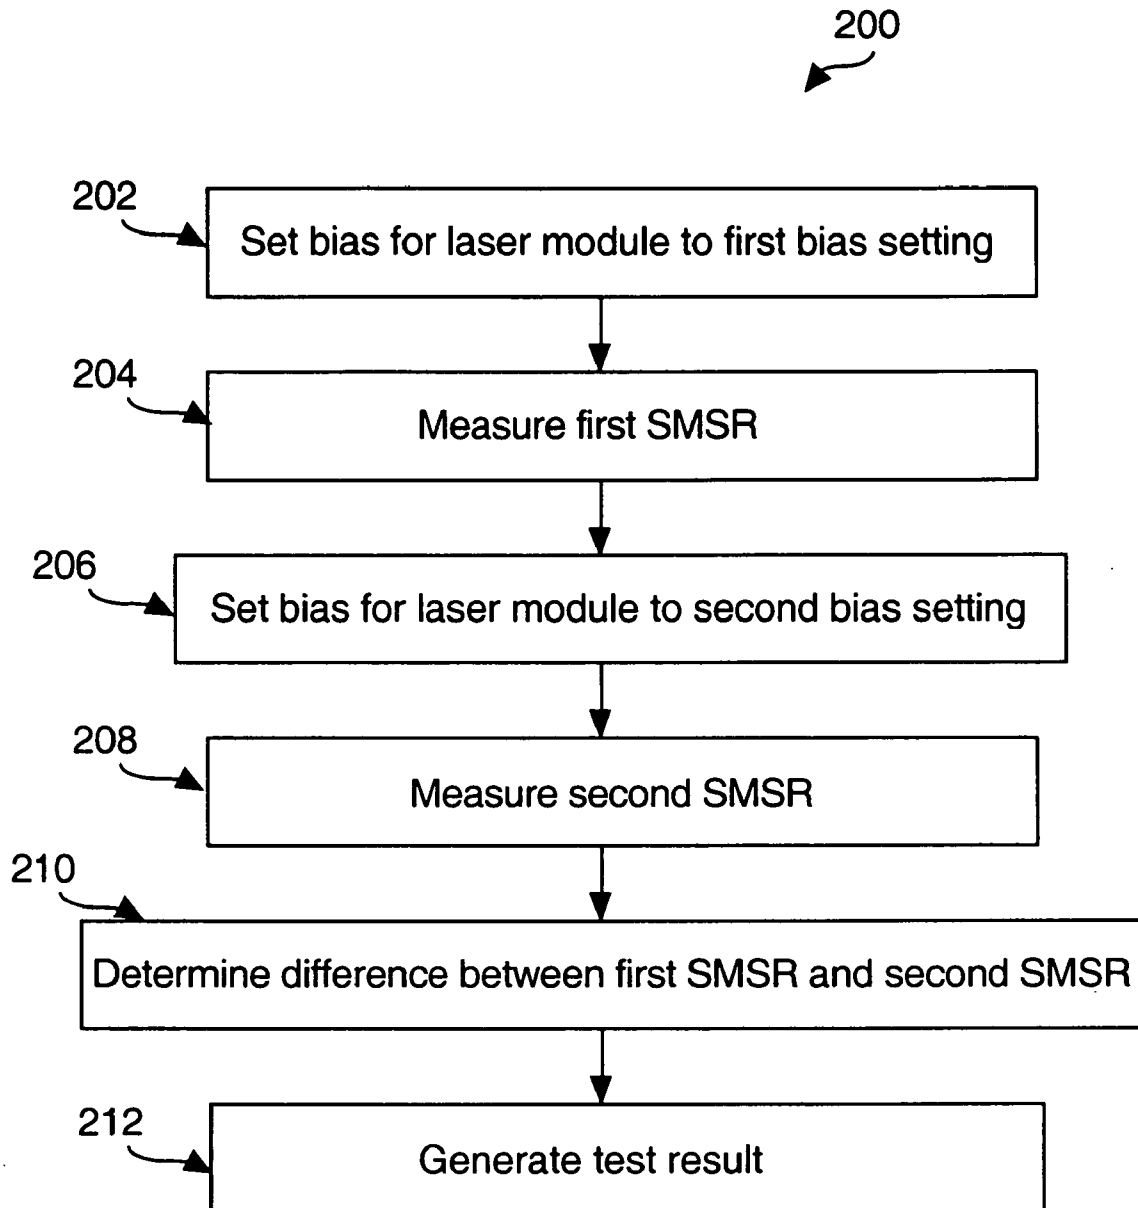 200
202
Set bias for laser module to first bias setting
204
Measure first SMSR
206
Set bias for laser module to second bias setting
208
Measure second SMSR
210
Determine difference between first SMSR and second SMSR
212
Generate test result